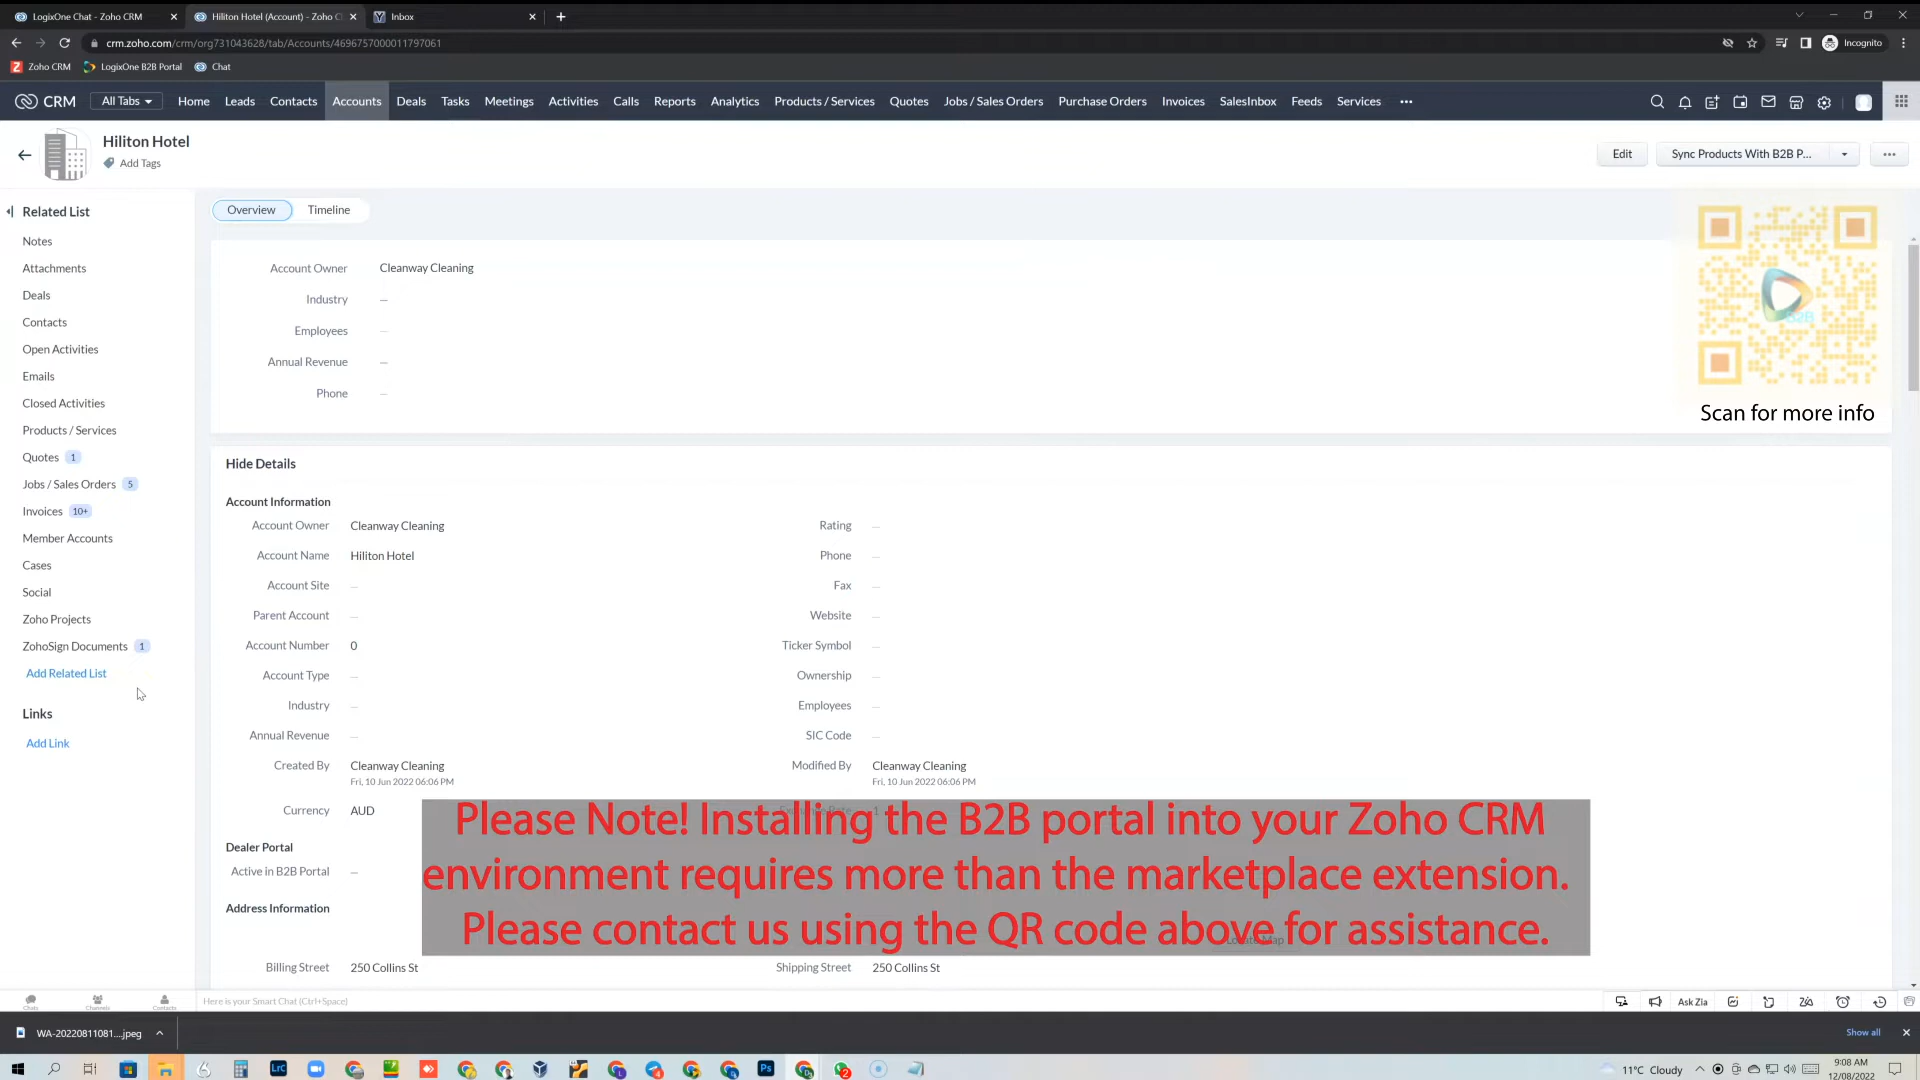 LogixOne Chat - Zoho CRM
Hiliton Hotel (Account) - Zoho C
Inbox
crm.zoho.com/crm/org731043628/tab/Accounts/4696757000011797061
Incognito
Zoho CRM
LogixOne B2B Portal
Chat
CRM
All Tabs
Home
Leads
Contacts
Accounts
Deals
Tasks
Meetings
Activities
Calls
Reports
Analytics
Products / Services
Quotes
Jobs / Sales Orders
Purchase Orders
Invoices
SalesInbox
Feeds
Services
Hiliton Hotel
Add Tags
Edit
Sync Products With B2B P...
Related List
Notes
Attachments
Deals
Contacts
Open Activities
Emails
Closed Activities
Products / Services
Quotes 1
Jobs / Sales Orders 5
Invoices 10+
Member Accounts
Cases
Social
Zoho Projects
ZohoSign Documents 1
Add Related List
Links
Add Link
Overview
Timeline
Account Owner Cleanway Cleaning
Industry —
Employees —
Annual Revenue —
Phone —
B2B
Scan for more info
Hide Details
Account Information
Account Owner Cleanway Cleaning
Rating —
Account Name Hiliton Hotel
Phone —
Account Site —
Fax —
Parent Account —
Website —
Account Number 0
Ticker Symbol —
Account Type —
Ownership —
Industry —
Employees —
Annual Revenue —
SIC Code —
Created By Cleanway Cleaning
Fri, 10 Jun 2022 06:06 PM
Modified By Cleanway Cleaning
Fri, 10 Jun 2022 06:06 PM
Currency AUD
Exchange Rate 1
Dealer Portal
Active in B2B Portal —
Address Information
Please Note! Installing the B2B portal into your Zoho CRM
environment requires more than the marketplace extension.
Please contact us using the QR code above for assistance.
Locate Map
Billing Street 250 Collins St
Shipping Street 250 Collins St
Chats
Channels
Contacts
Here is your Smart Chat (Ctrl+Space)
Ask Zia
WA-20220811081....jpeg
Show all
Lrc
Ps
11°C Cloudy
9:08 AM
12/08/2022